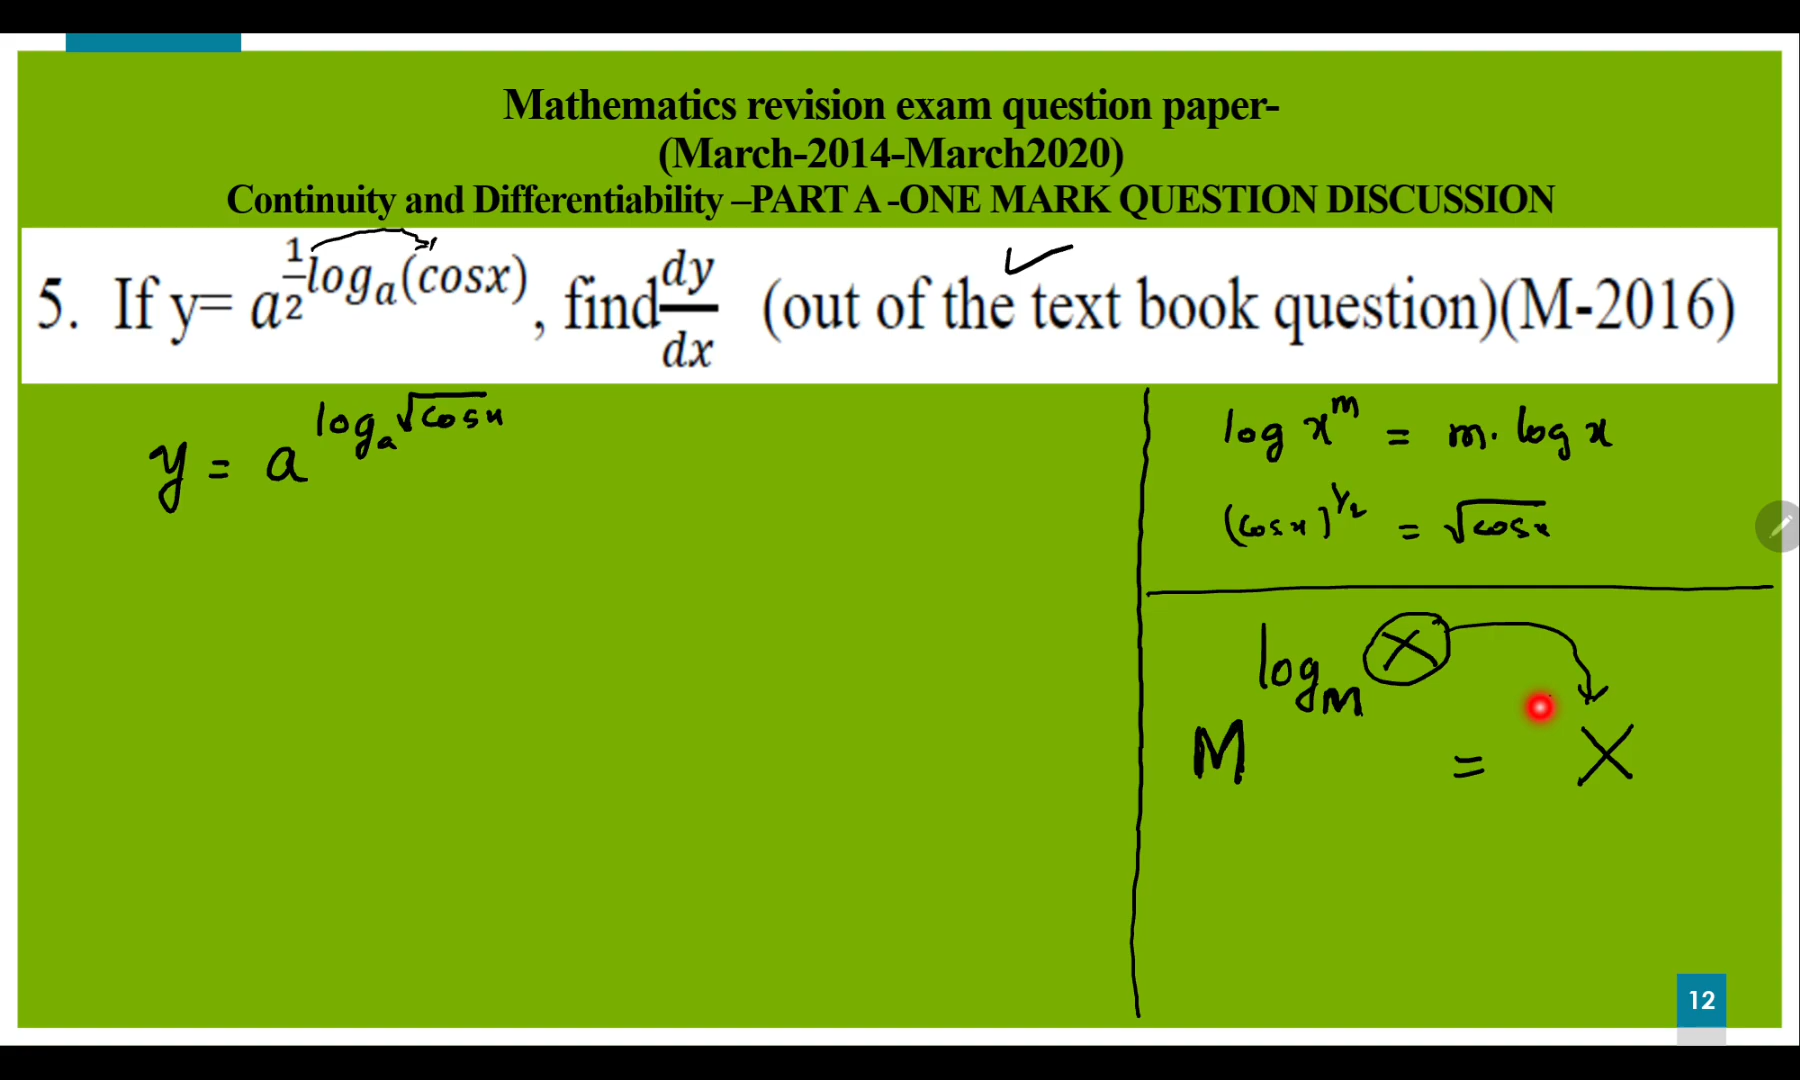 Mathematics revision exam question paper-
(March-2014-March2020)
Continuity and Differentiability –PART A -ONE MARK QUESTION DISCUSSION
5. If y= a^{\frac{1}{2}log_a(cosx)}, find \frac{dy}{dx} (out of the text book question)(M-2016)
y = a^{log_a √cosx}
log x^m = m. log x
(cosx)^{1/2} = √cosx
M^{log_M X} = X
12